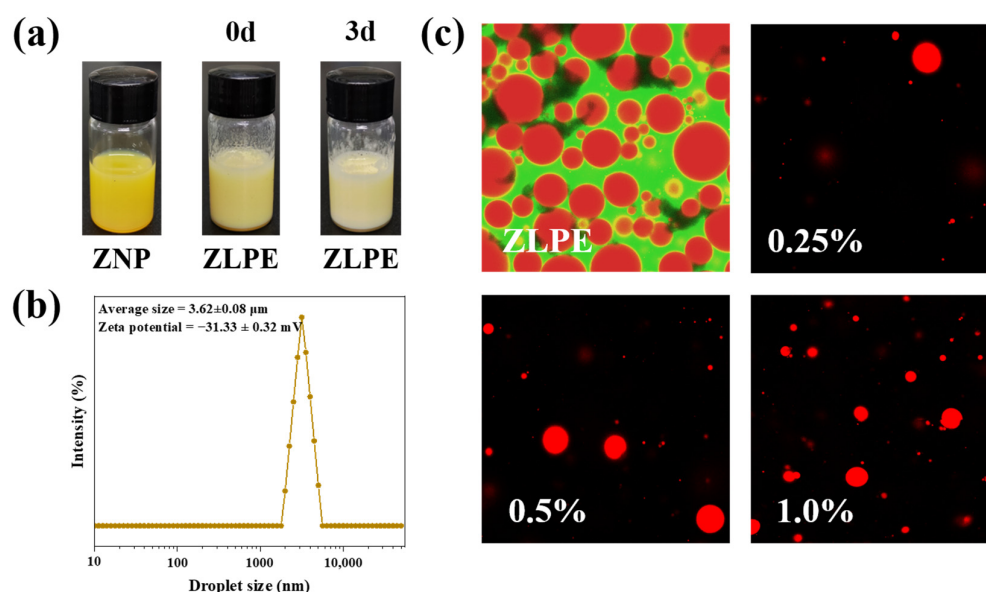 (a)
0d
3d
ZNP
ZLPE
ZLPE
(b)
Average size = 3.62±0.08 μm
Zeta potential = −31.33 ± 0.32 mV
Intensity (%)
10
100
1000
10,000
Droplet size (nm)
(c)
ZLPE
0.25%
0.5%
1.0%